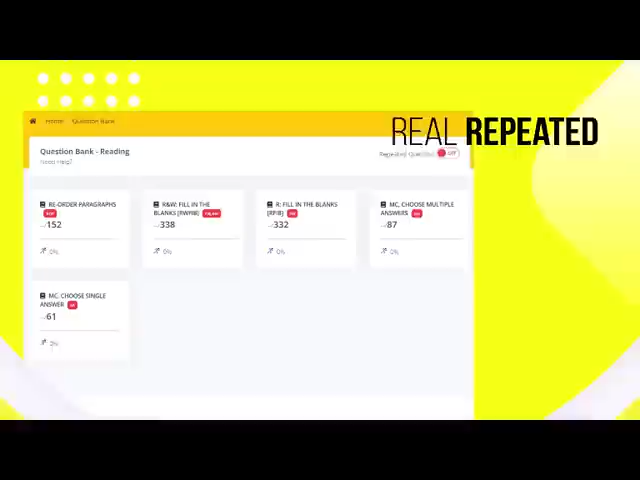 REAL REPEATED
Home Question Bank
Question Bank - Reading
Need Help?
Repeated Question Off
RE-ORDER PARAGRAPHS
152
0%
R&W: FILL IN THE
BLANKS [RWFIB]
338
0%
R: FILL IN THE BLANKS
[RFIB]
332
0%
MC, CHOOSE MULTIPLE
ANSWERS
87
0%
MC, CHOOSE SINGLE
ANSWER
61
0%